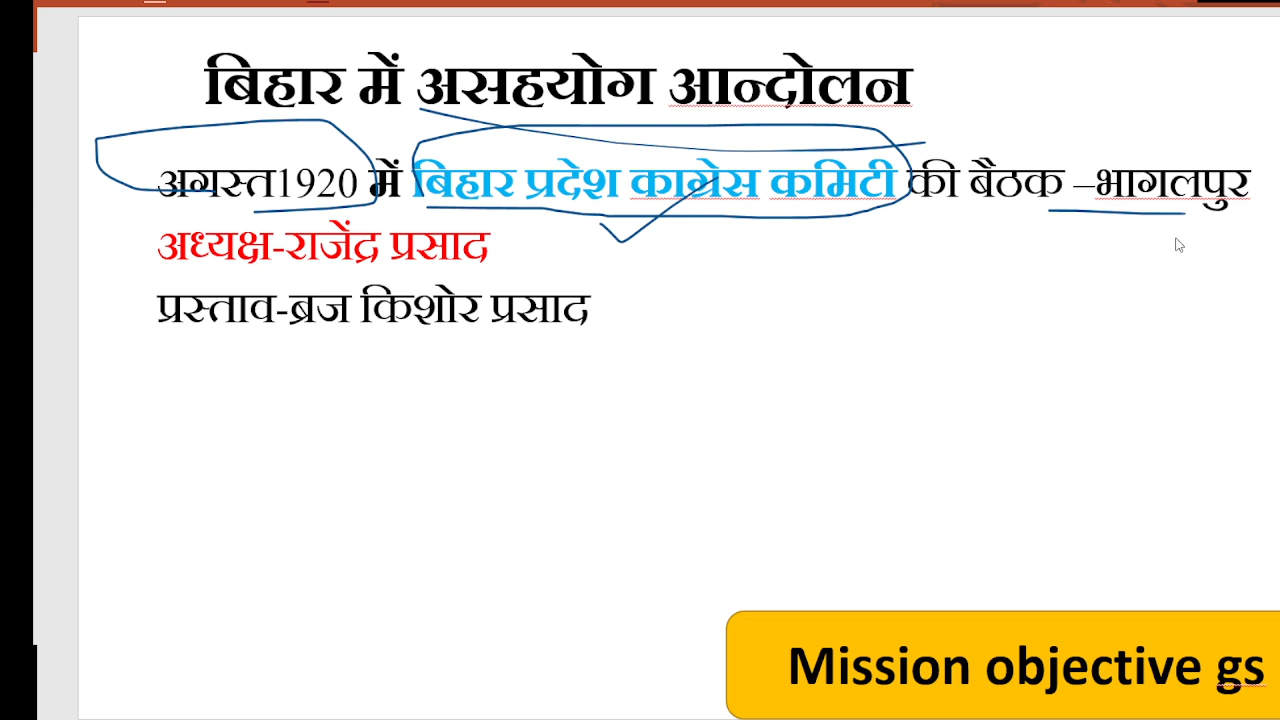 बिहार में असहयोग आन्दोलन
अगस्त1920 में बिहार प्रदेश काग्रेस कमिटी की बैठक –भागलपुर
अध्यक्ष-राजेंद्र प्रसाद
प्रस्ताव-ब्रज किशोर प्रसाद
Mission objective gs